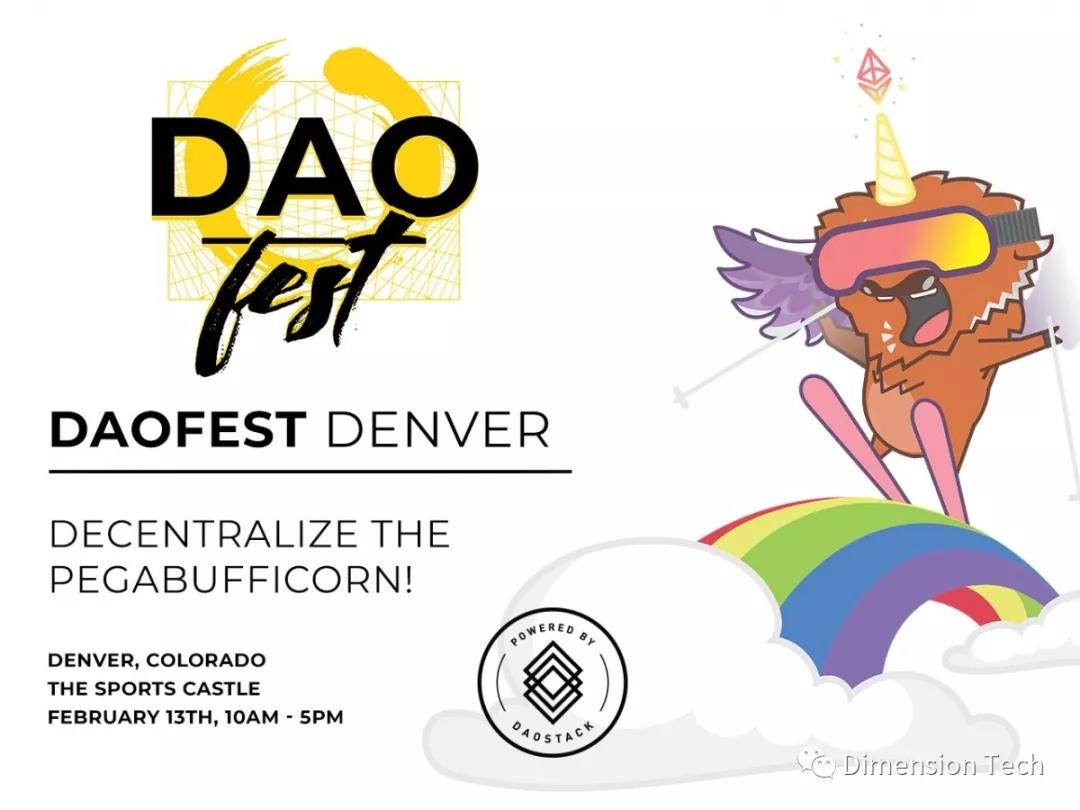 DAO
fest
DAOFEST DENVER
DECENTRALIZE THE
PEGABUFFICORN!
DENVER, COLORADO
THE SPORTS CASTLE
FEBRUARY 13TH, 10AM - 5PM
POWERED BY
DAOSTACK
Dimension Tech